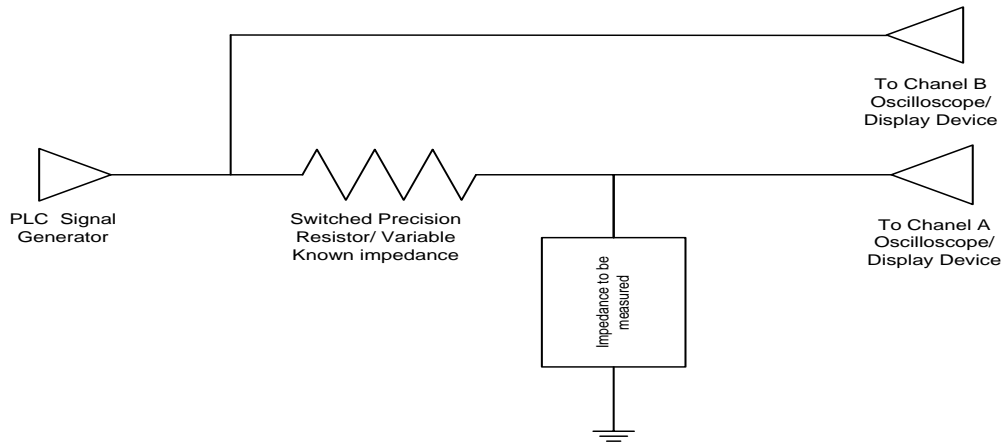 To Chanel B
Oscilloscope/
Display Device
PLC  Signal
Generator
Switched Precision
Resistor/ Variable
Known impedance
To Chanel A
Oscilloscope/
Display Device
Impedance to be
measured